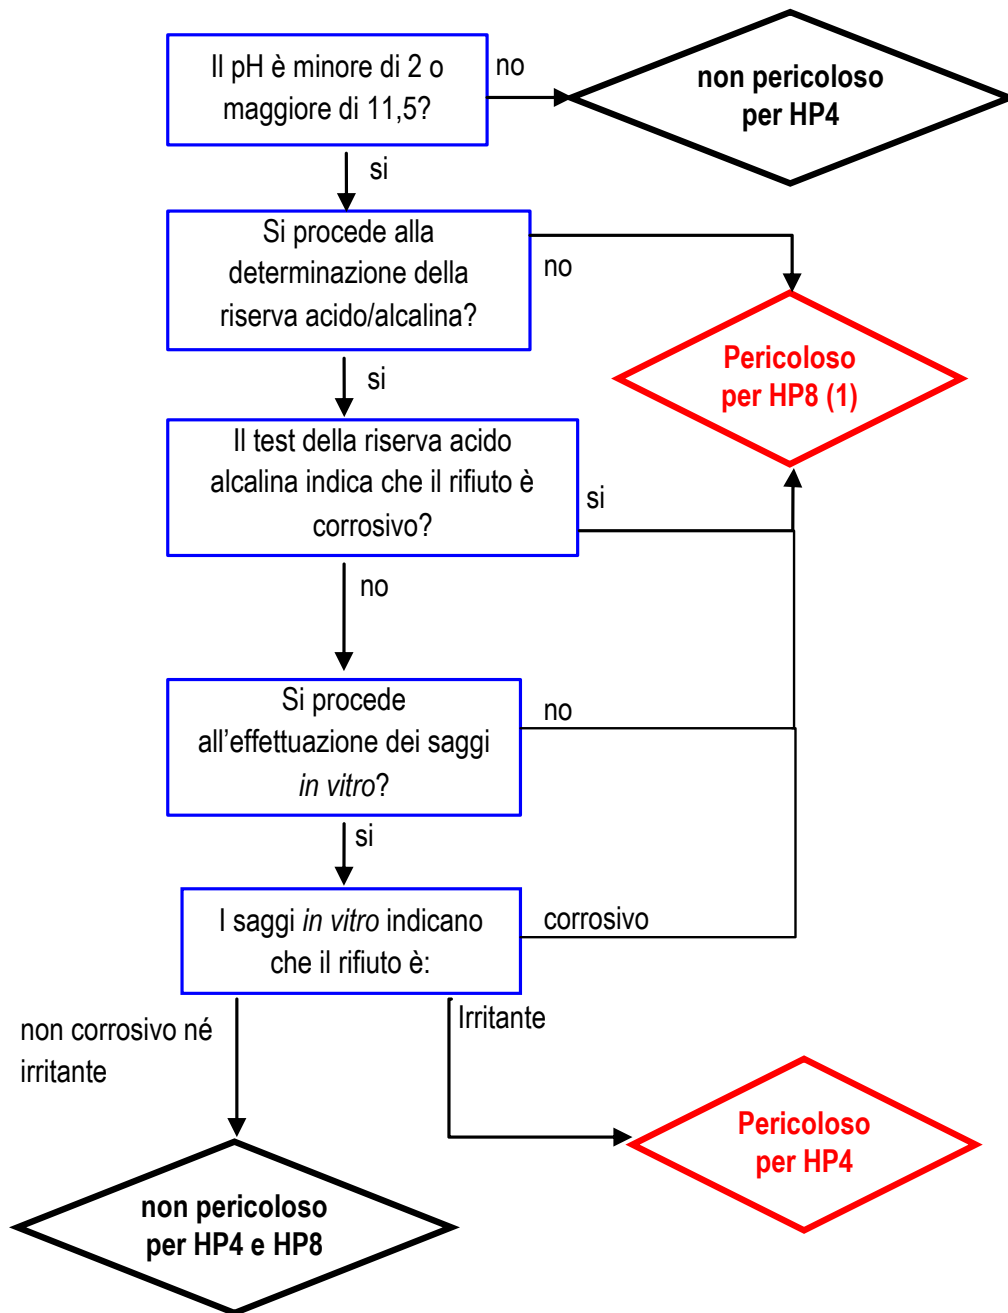 Il pH è minore di 2 o
maggiore di 11,5?
no
non pericoloso
per HP4
si
Si procede alla
determinazione della
riserva acido/alcalina?
no
Pericoloso
per HP8 (1)
si
Il test della riserva acido
alcalina indica che il rifiuto è
corrosivo?
si
no
Si procede
all’effettuazione dei saggi
in vitro?
no
si
I saggi in vitro indicano
che il rifiuto è:
corrosivo
non corrosivo né
irritante
Irritante
Pericoloso
per HP4
non pericoloso
per HP4 e HP8